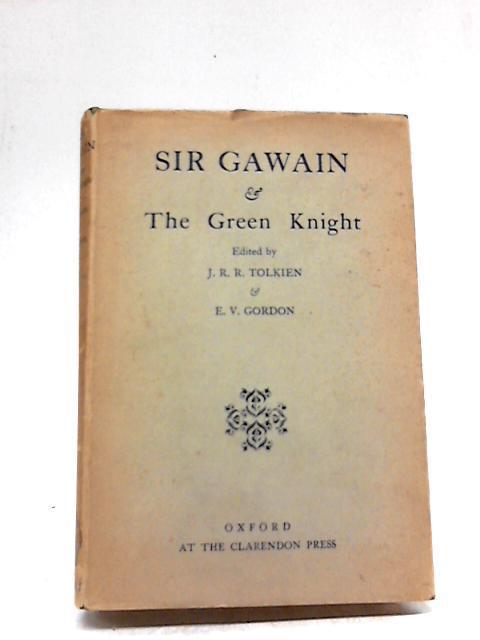 SIR GAWAIN
&
The Green Knight
Edited by
J. R. R. TOLKIEN
&
E. V. GORDON
OXFORD
AT THE CLARENDON PRESS